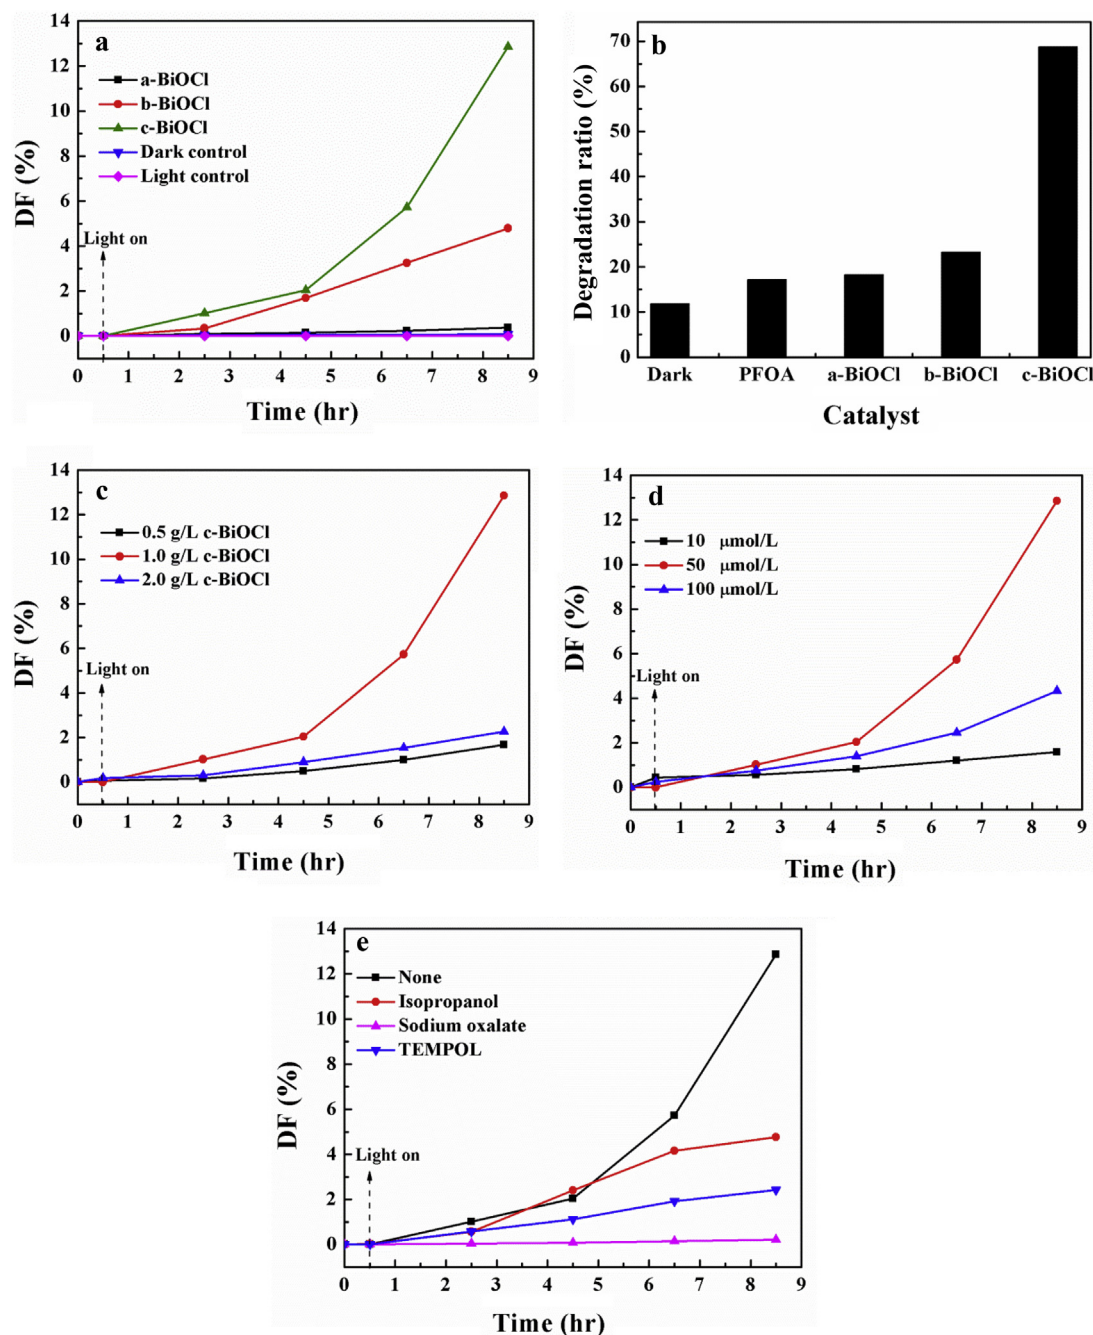 a
14
12
10
8
6
4
2
0
DF (%)
a-BiOCl
b-BiOCl
c-BiOCl
Dark control
Light control
Light on
0 1 2 3 4 5 6 7 8 9
Time (hr)
b
70
60
50
40
30
20
10
0
Degradation ratio (%)
Dark PFOA a-BiOCl b-BiOCl c-BiOCl
Catalyst
c
14
12
10
8
6
4
2
0
DF (%)
0.5 g/L c-BiOCl
1.0 g/L c-BiOCl
2.0 g/L c-BiOCl
Light on
0 1 2 3 4 5 6 7 8 9
Time (hr)
d
14
12
10
8
6
4
2
0
DF (%)
10 μmol/L
50 μmol/L
100 μmol/L
Light on
0 1 2 3 4 5 6 7 8 9
Time (hr)
e
14
12
10
8
6
4
2
0
DF (%)
None
Isopropanol
Sodium oxalate
TEMPOL
Light on
0 1 2 3 4 5 6 7 8 9
Time (hr)